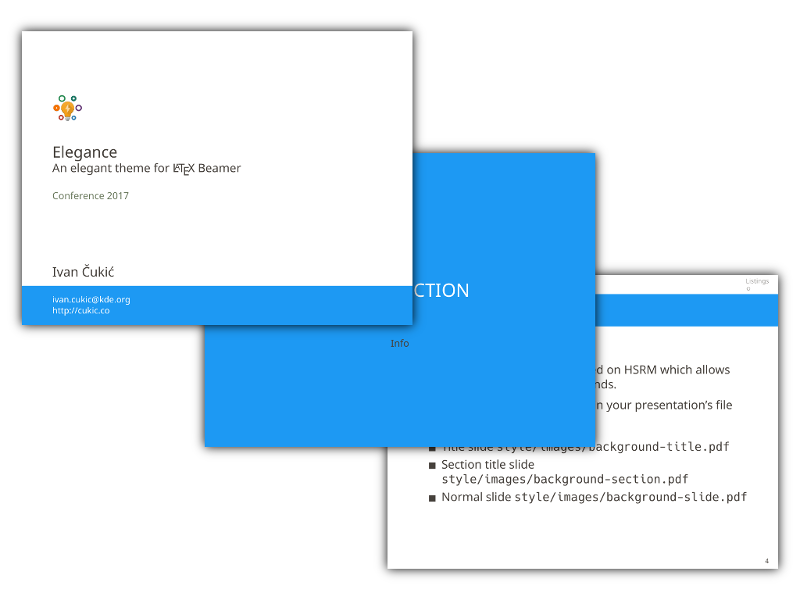 Elegance
An elegant theme for LATEX Beamer
Conference 2017
Ivan Čukić
ivan.cukic@kde.org
http://cukic.co
CTION
Info
Listings
on HSRM which allows
your presentation's file
Title slide style/images/background-title.pdf
■ Section title slide
style/images/background-section.pdf
■ Normal slide style/images/background-slide.pdf
4